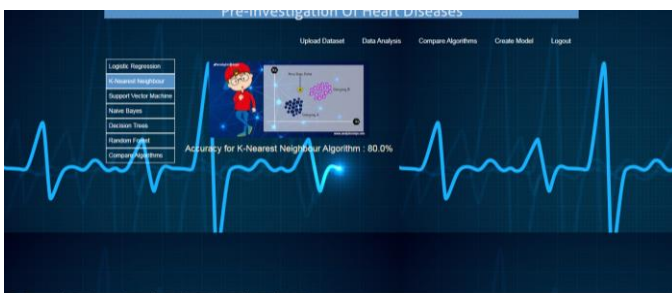 Pre-Investigation Of Heart Diseases
Upload Dataset Data Analysis Compare Algorithms Create Model Logout
Logistic Regression
K-Nearest Neighbour
Support Vector Machine
Naive Bayes
Decision Trees
Random Forest
Compare Algorithms
Accuracy for K-Nearest Neighbour Algorithm : 80.0%